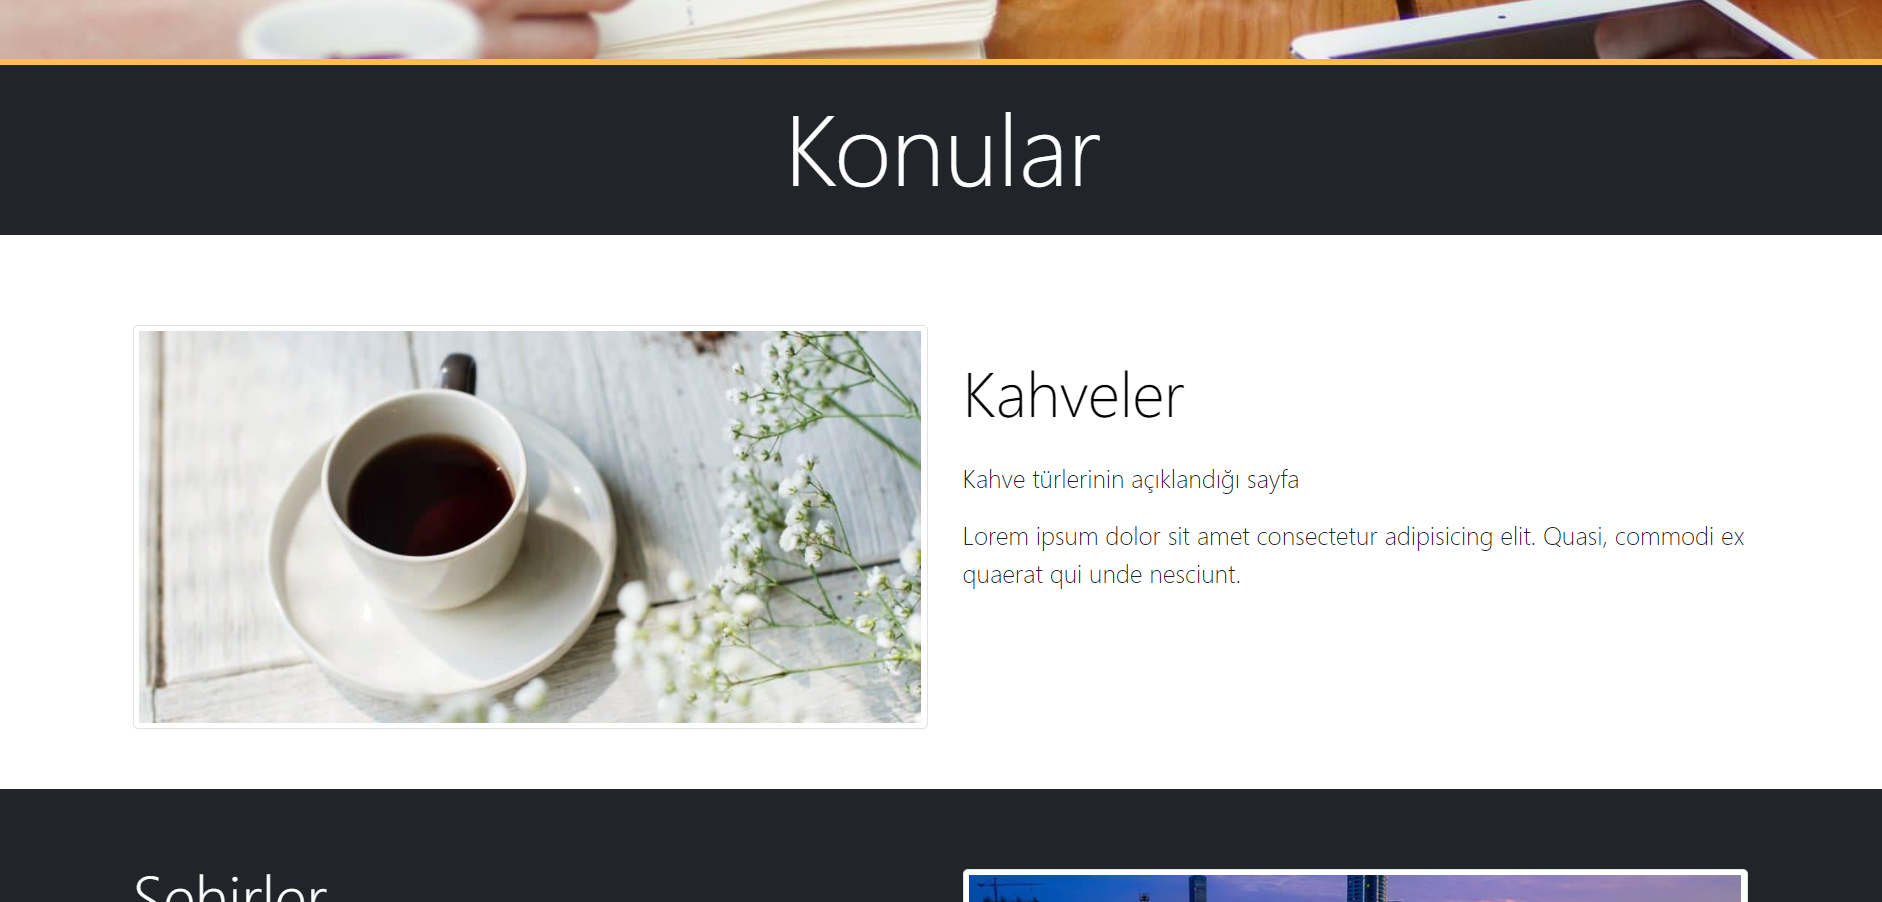 Konular
Kahveler
Kahve türlerinin açıklandığı sayfa
Lorem ipsum dolor sit amet consectetur adipisicing elit. Quasi, commodi ex
quaerat qui unde nesciunt.
Şehirler